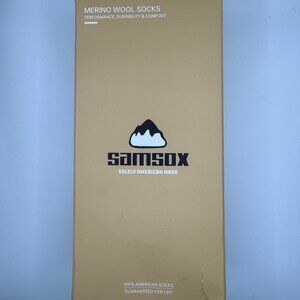 MERINO WOOL SOCKS
PERFORMANCE, DURABILITY & COMFORT
samsox
SOLELY AMERICAN MADE
100% AMERICAN SOCKS
GUARANTEED FOR LIFE